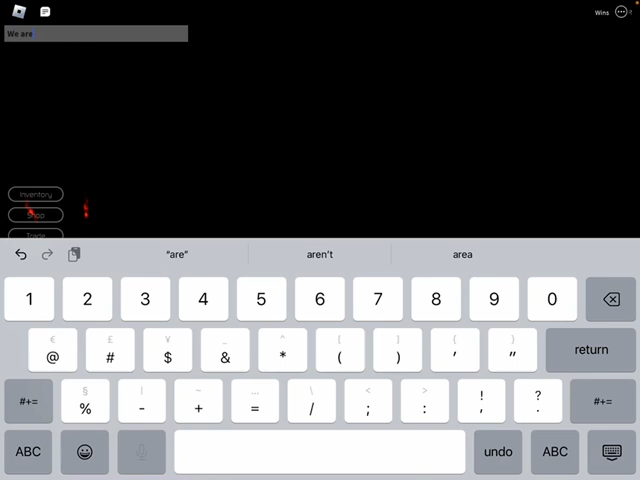 Wins
We are
Inventory
Shop
Trade
"are" aren't area
1 2 3 4 5 6 7 8 9 0
€ £ ¥ _ ^ [ ] { }
@ # $ & * ( ) ' "
return
§ | ~ … \ < > ! ?
#+= % - + = / ; : , . #+=
ABC undo ABC